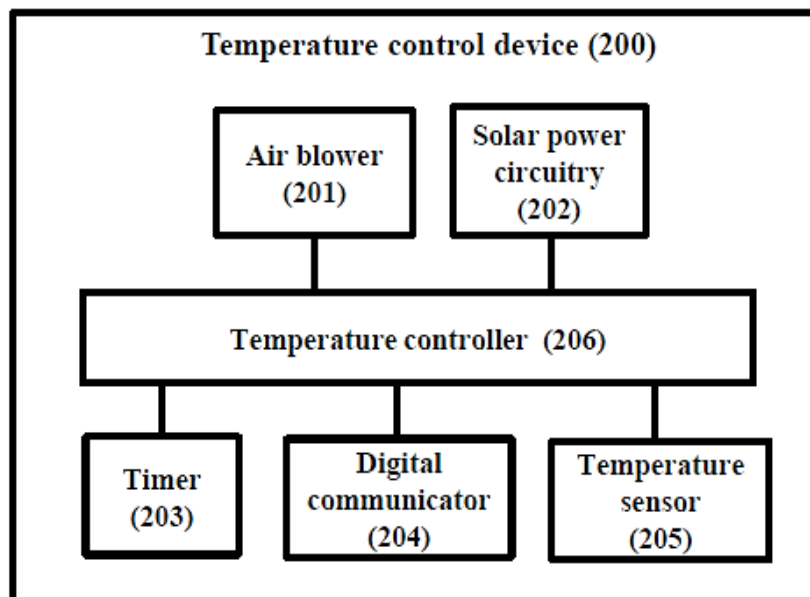 Temperature control device (200)
Air blower
(201)
Solar power
circuitry
(202)
Temperature controller (206)
Timer
(203)
Digital
communicator
(204)
Temperature
sensor
(205)